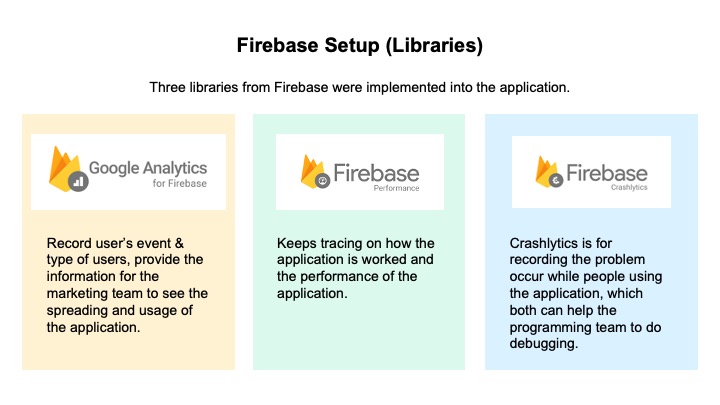 Firebase Setup (Libraries)
Three libraries from Firebase were implemented into the application.
Google Analytics
for Firebase
Record user's event &
type of users, provide the
information for the
marketing team to see the
spreading and usage of
the application.
Firebase
Performance
Keeps tracing on how the
application is worked and
the performance of the
application.
Firebase
Crashlytics
Crashlytics is for
recording the problem
occur while people using
the application, which
both can help the
programming team to do
debugging.